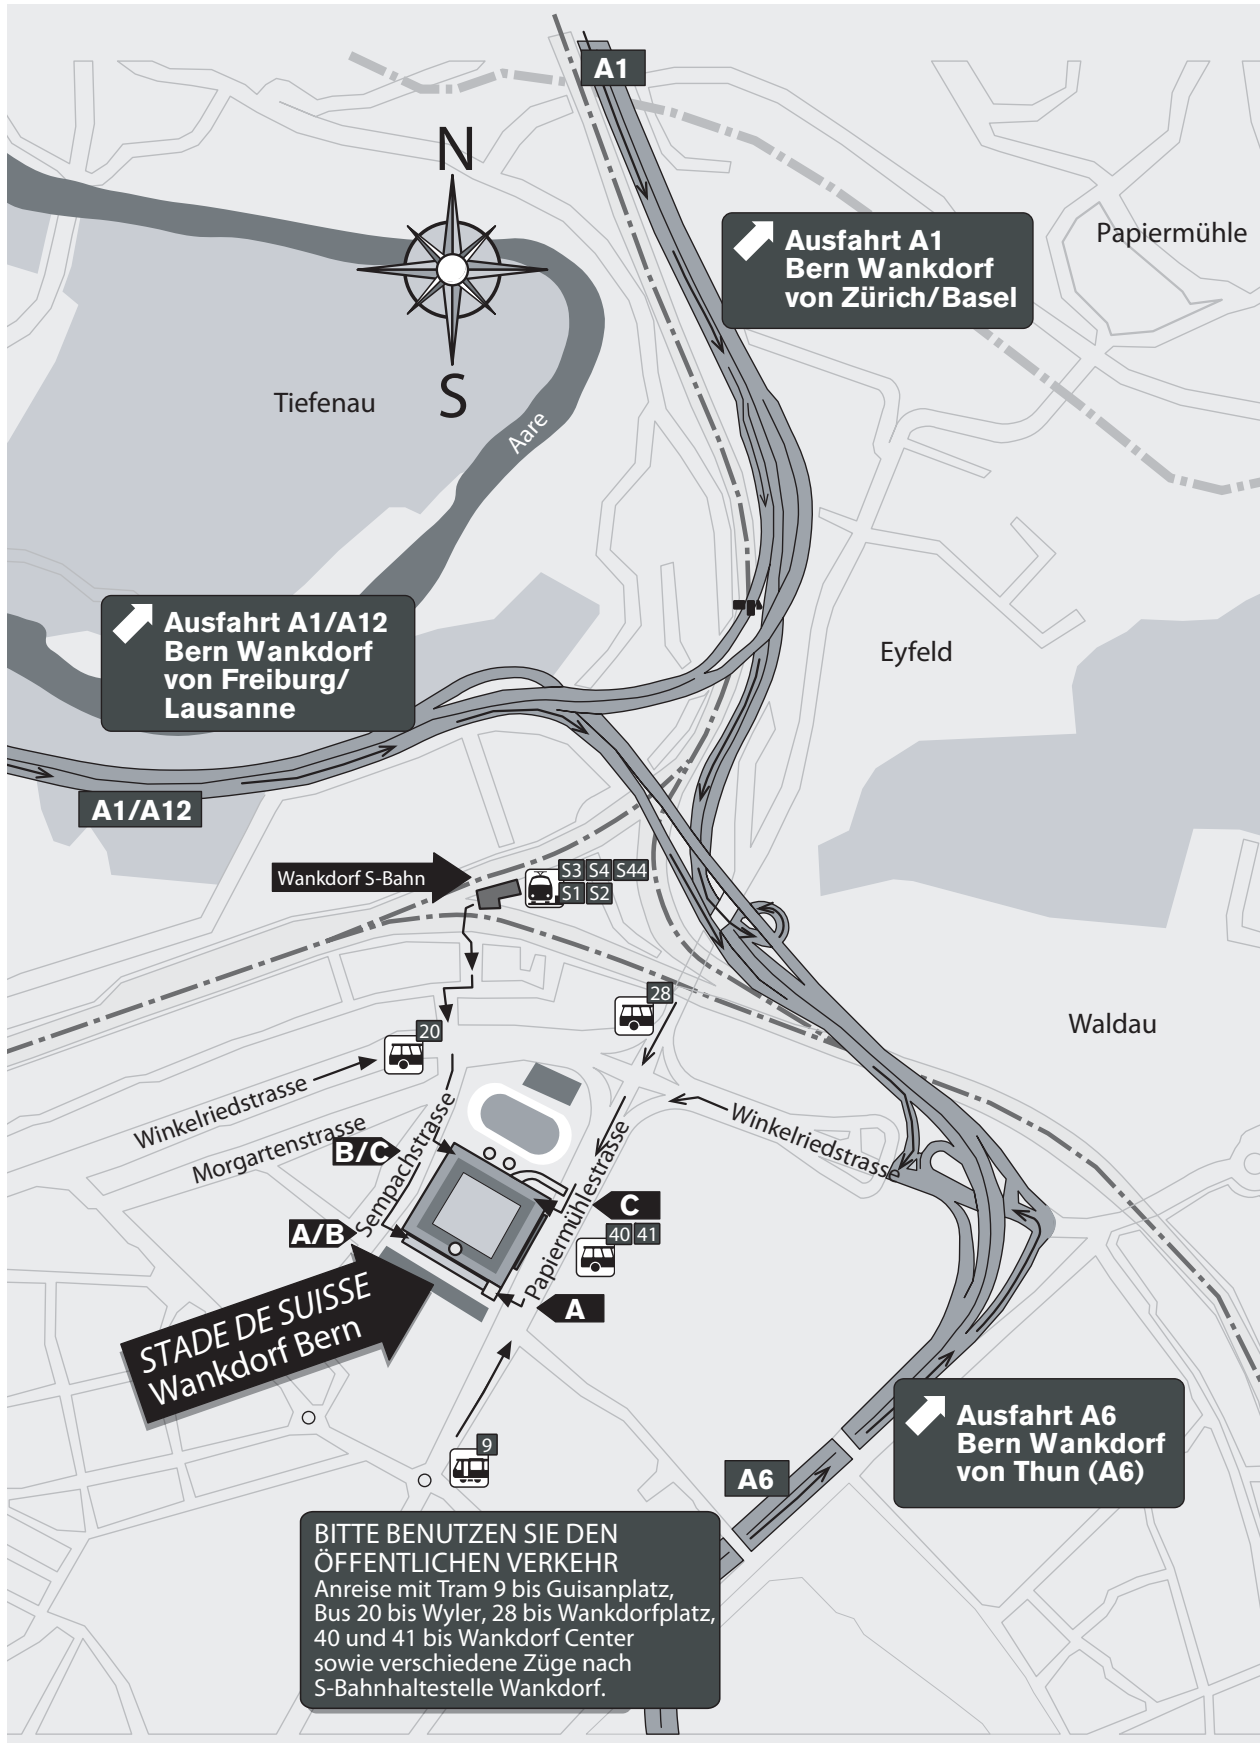 A1
N
Papiermühle
Ausfahrt A1
Bern Wankdorf
von Zürich/Basel
S
Tiefenau
Aare
Ausfahrt A1/A12
Bern Wankdorf
von Freiburg/
Lausanne
Eyfeld
A1/A12
Wankdorf S-Bahn
S3 S4 S44
S1 S2
28
20
Waldau
Winkelriedstrasse
Morgartenstrasse
Sempachstrasse
Winkelriedstrasse
Papiermühlestrasse
B/C
C
A/B
40 41
A
STADE DE SUISSE
Wankdorf Bern
9
A6
Ausfahrt A6
Bern Wankdorf
von Thun (A6)
BITTE BENUTZEN SIE DEN
ÖFFENTLICHEN VERKEHR
Anreise mit Tram 9 bis Guisanplatz,
Bus 20 bis Wyler, 28 bis Wankdorfplatz,
40 und 41 bis Wankdorf Center
sowie verschiedene Züge nach
S-Bahnhaltestelle Wankdorf.